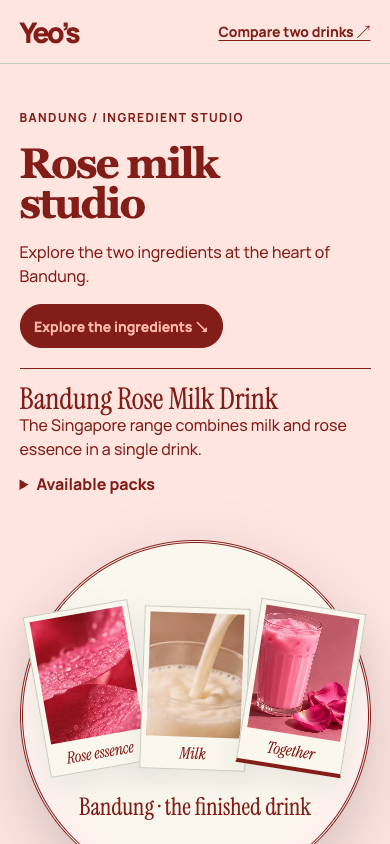 Yeo's
Compare two drinks ↗
BANDUNG / INGREDIENT STUDIO
Rose milk
studio
Explore the two ingredients at the heart of
Bandung.
Explore the ingredients ↘
Bandung Rose Milk Drink
The Singapore range combines milk and rose
essence in a single drink.
▶ Available packs
Rose essence
Milk
Together
Bandung · the finished drink